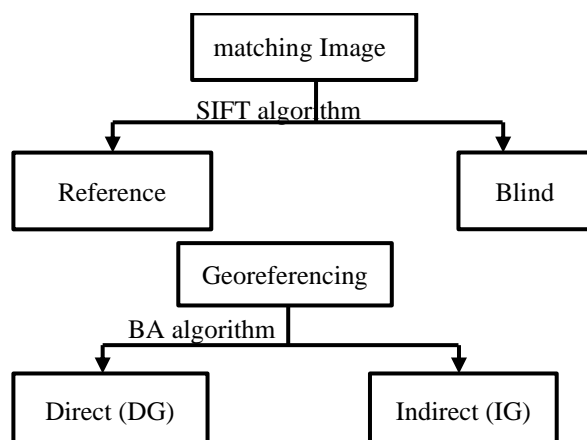 matching Image
SIFT algorithm
Reference
Blind
Georeferencing
BA algorithm
Direct (DG)
Indirect (IG)